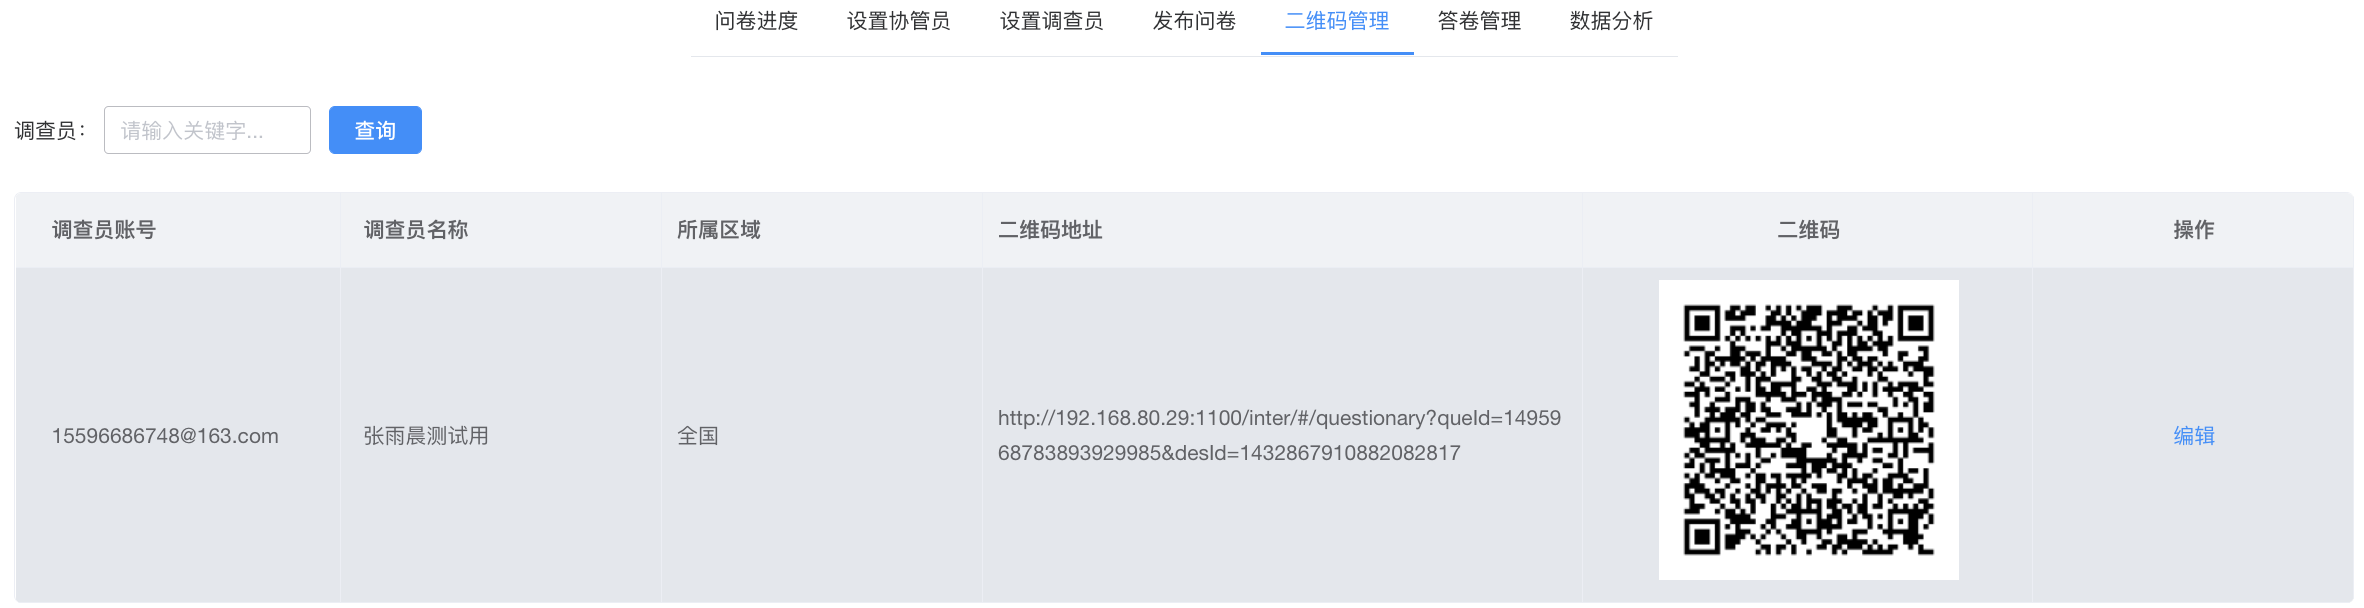 问卷进度 设置协管员 设置调查员 发布问卷 二维码管理 答卷管理 数据分析
调查员： 请输入关键字... 查询
调查员账号 调查员名称 所属区域 二维码地址 二维码 操作
15596686748@163.com 张雨晨测试用 全国 http://192.168.80.29:1100/inter/#/questionary?queId=14959
68783893929985&desId=1432867910882082817 编辑